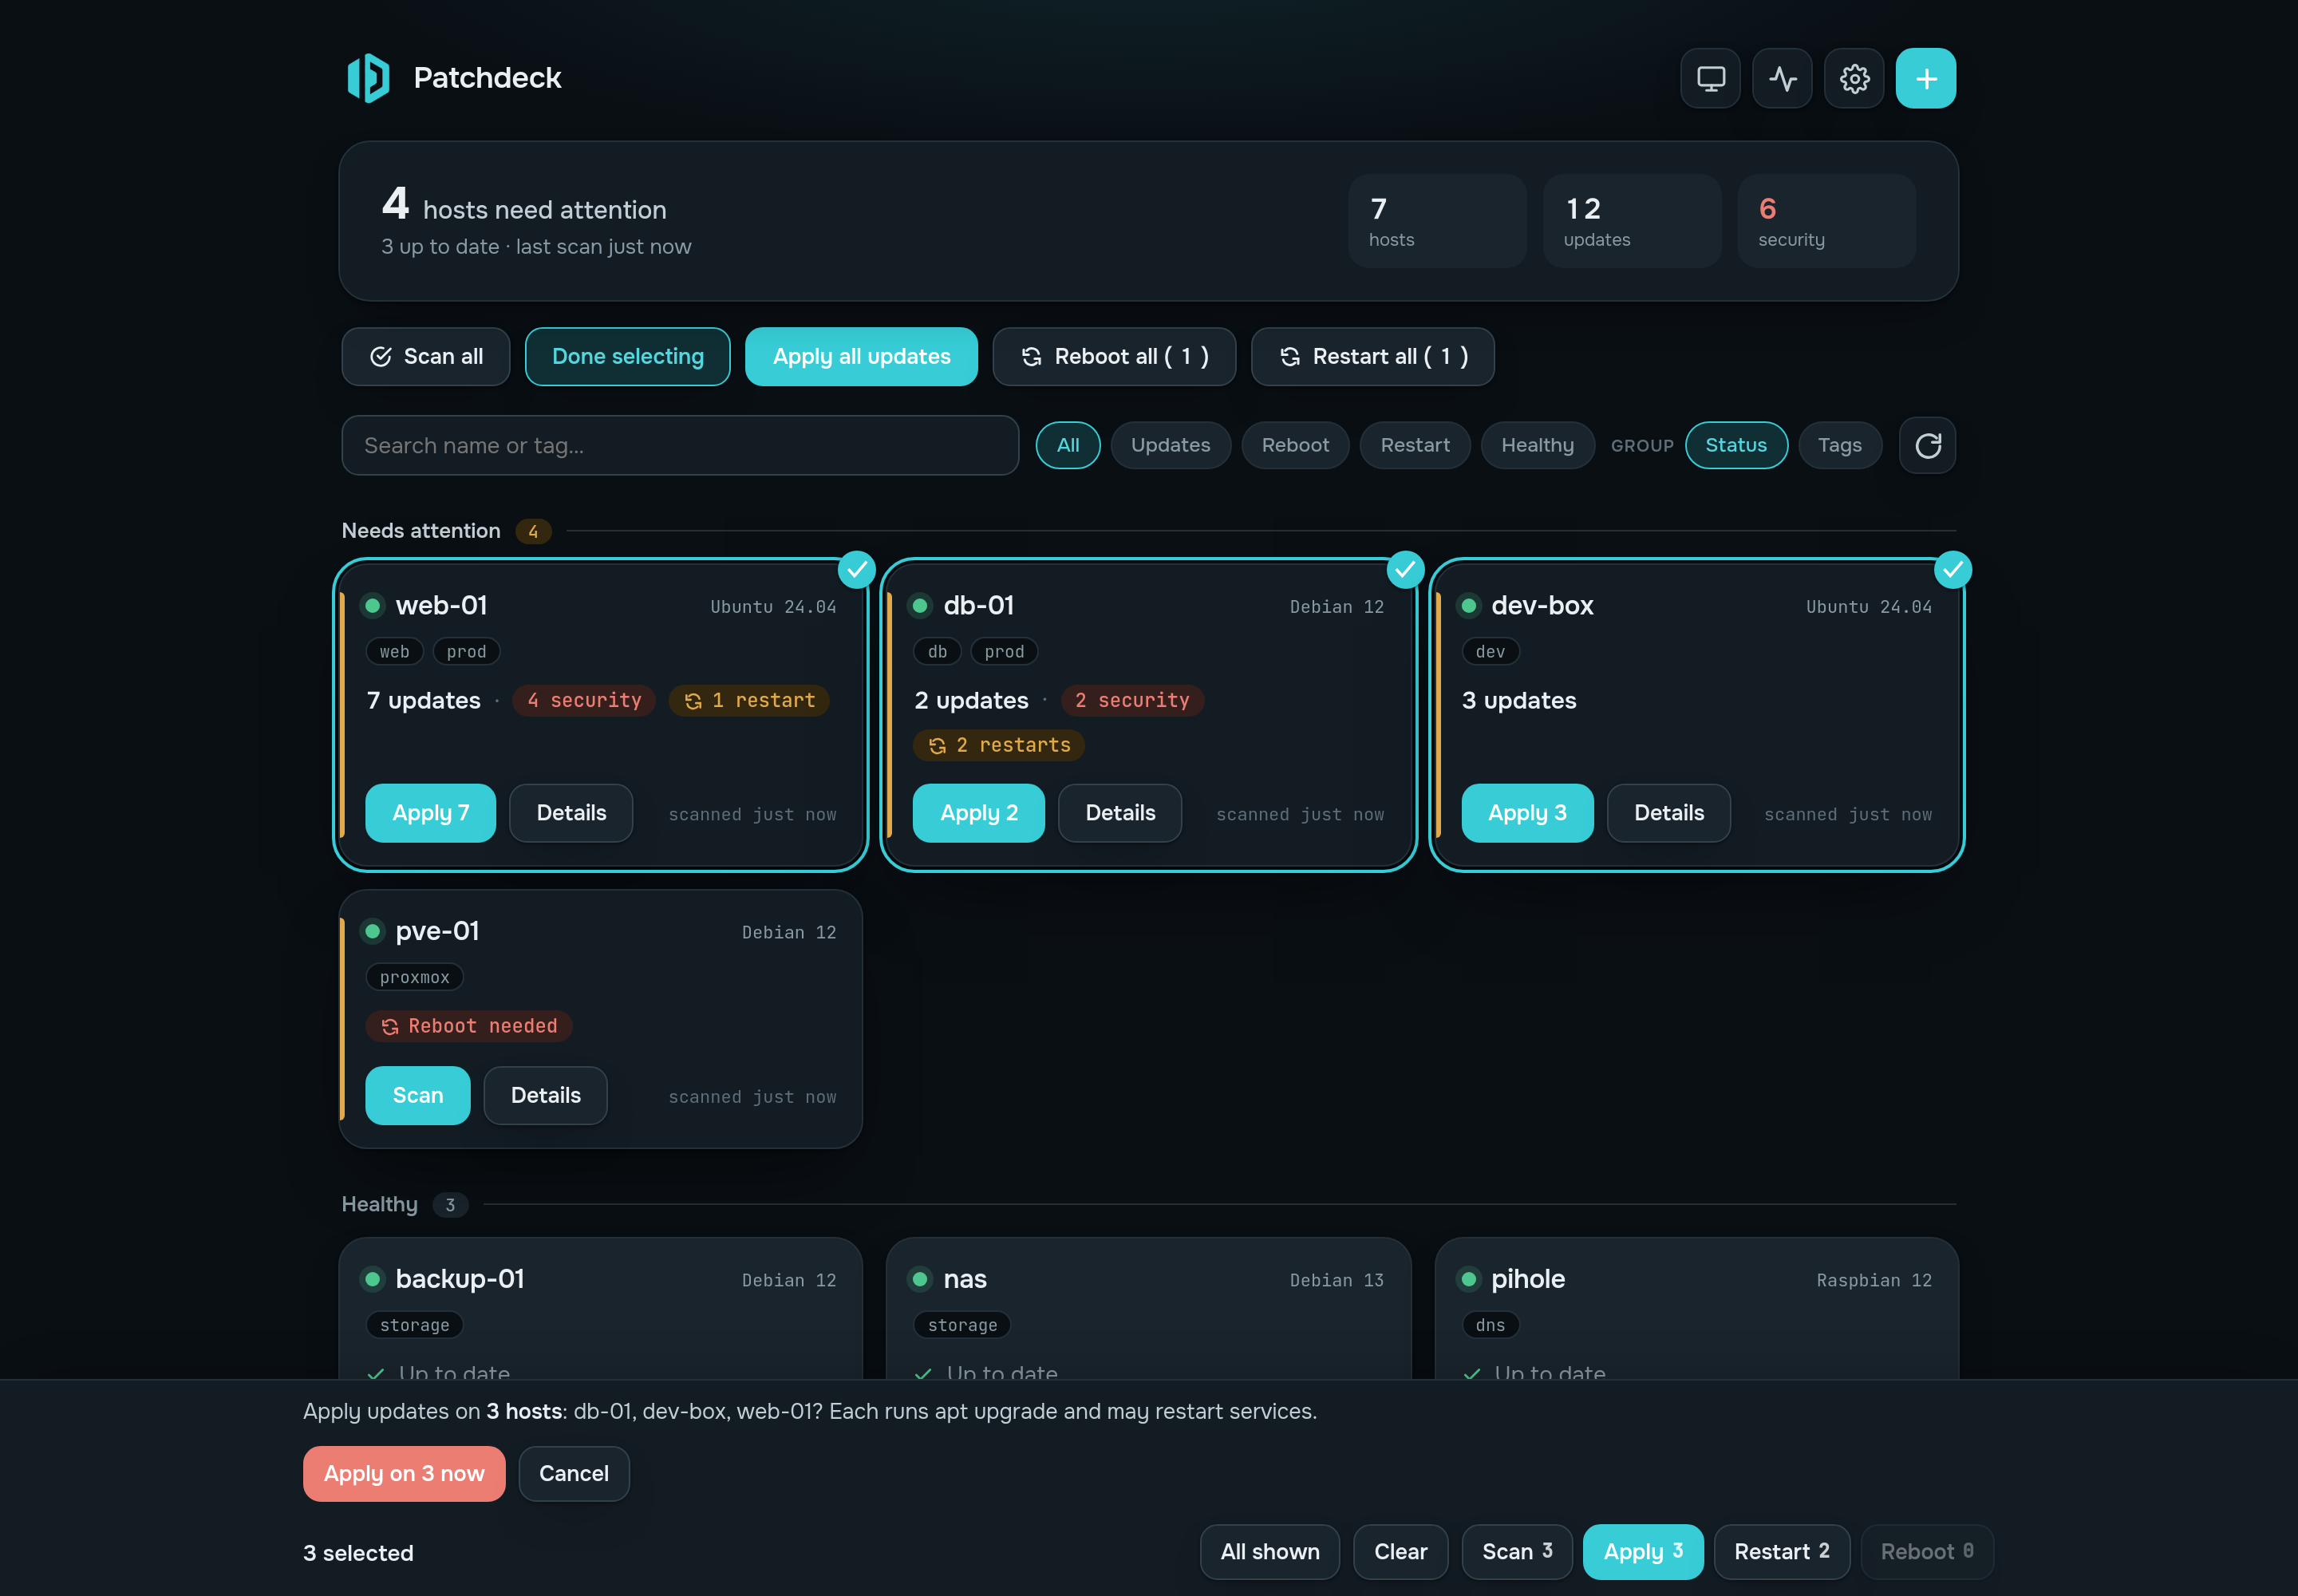 Patchdeck
4 hosts need attention
3 up to date · last scan just now
7
hosts
12
updates
6
security
Scan all
Done selecting
Apply all updates
Reboot all ( 1 )
Restart all ( 1 )
Search name or tag...
All
Updates
Reboot
Restart
Healthy
GROUP
Status
Tags
Needs attention 4
web-01
Ubuntu 24.04
web
prod
7 updates · 4 security 1 restart
Apply 7
Details
scanned just now
db-01
Debian 12
db
prod
2 updates · 2 security
2 restarts
Apply 2
Details
scanned just now
dev-box
Ubuntu 24.04
dev
3 updates
Apply 3
Details
scanned just now
pve-01
Debian 12
proxmox
Reboot needed
Scan
Details
scanned just now
Healthy 3
backup-01
Debian 12
storage
Up to date
nas
Debian 13
storage
Up to date
pihole
Raspbian 12
dns
Up to date
Apply updates on 3 hosts: db-01, dev-box, web-01? Each runs apt upgrade and may restart services.
Apply on 3 now
Cancel
3 selected
All shown
Clear
Scan 3
Apply 3
Restart 2
Reboot 0